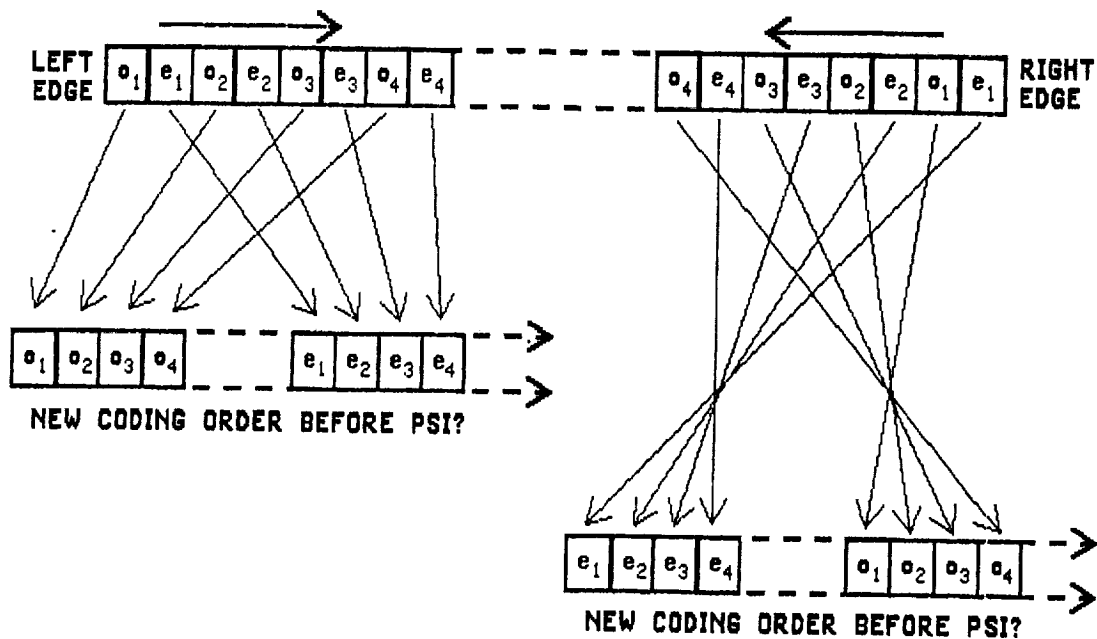 LEFT EDGE
o₁ e₁ o₂ e₂ o₃ e₃ o₄ e₄
o₄ e₄ o₃ e₃ o₂ e₂ o₁ e₁
RIGHT EDGE
o₁ o₂ o₃ o₄
e₁ e₂ e₃ e₄
NEW CODING ORDER BEFORE PSI?
e₁ e₂ e₃ e₄
o₁ o₂ o₃ o₄
NEW CODING ORDER BEFORE PSI?